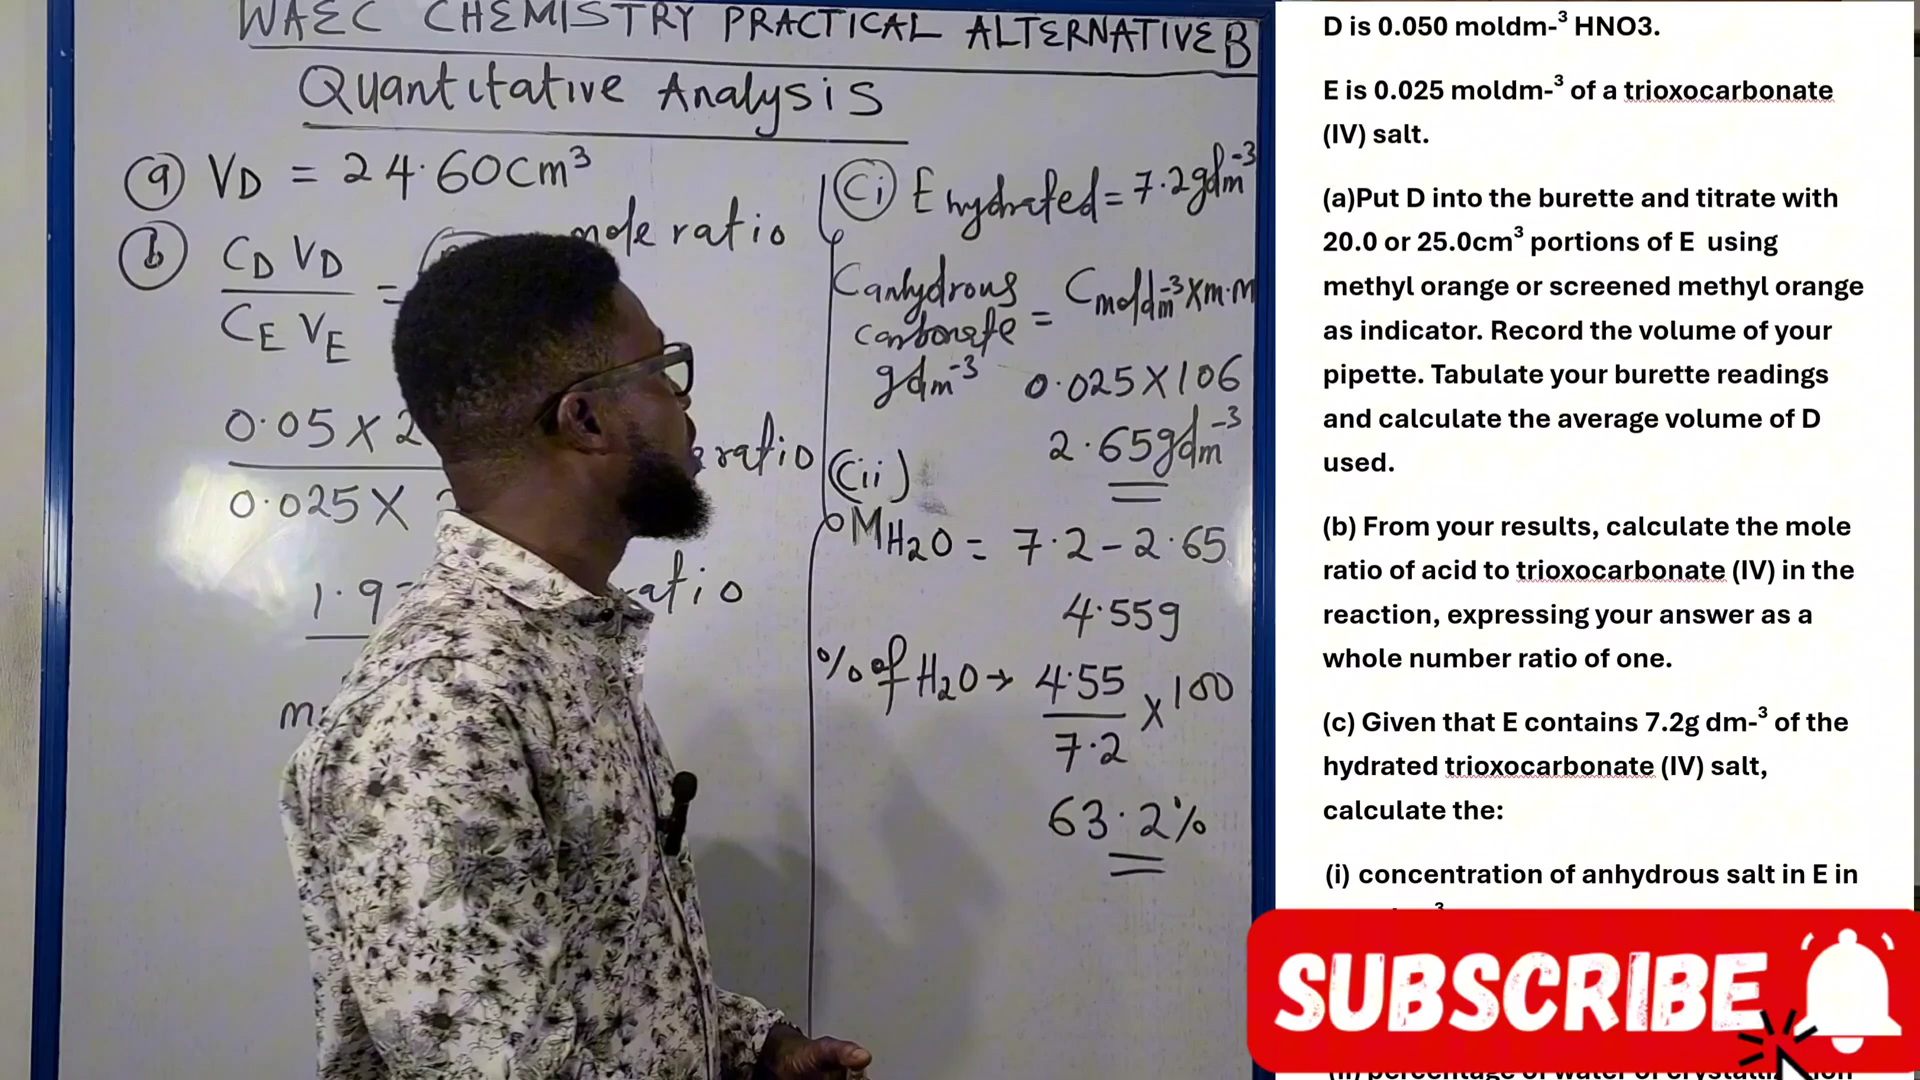 WAEC CHEMISTRY PRACTICAL ALTERNATIVE B
Quantitative Analysis
(a) VD = 24.60cm³
(b) CD VD / CE VE =
mole ratio
0.05 X 2
0.025 X
ratio
1.9
ratio
(Ci) E hydrated = 7.2gdm⁻³
Canhydrous carbonate gdm⁻³ = Cmoldm⁻³ X m.m
0.025 X 106
2.65gdm⁻³
(Cii)
MH2O = 7.2 - 2.65
4.55g
% of H2O → 4.55 / 7.2 X 100
63.2%
D is 0.050 moldm-³ HNO3.
E is 0.025 moldm-³ of a trioxocarbonate
(IV) salt.
(a)Put D into the burette and titrate with
20.0 or 25.0cm³ portions of E using
methyl orange or screened methyl orange
as indicator. Record the volume of your
pipette. Tabulate your burette readings
and calculate the average volume of D
used.
(b) From your results, calculate the mole
ratio of acid to trioxocarbonate (IV) in the
reaction, expressing your answer as a
whole number ratio of one.
(c) Given that E contains 7.2g dm-³ of the
hydrated trioxocarbonate (IV) salt,
calculate the:
(i) concentration of anhydrous salt in E in
SUBSCRIBE
(ii) percentage of water of crystallization